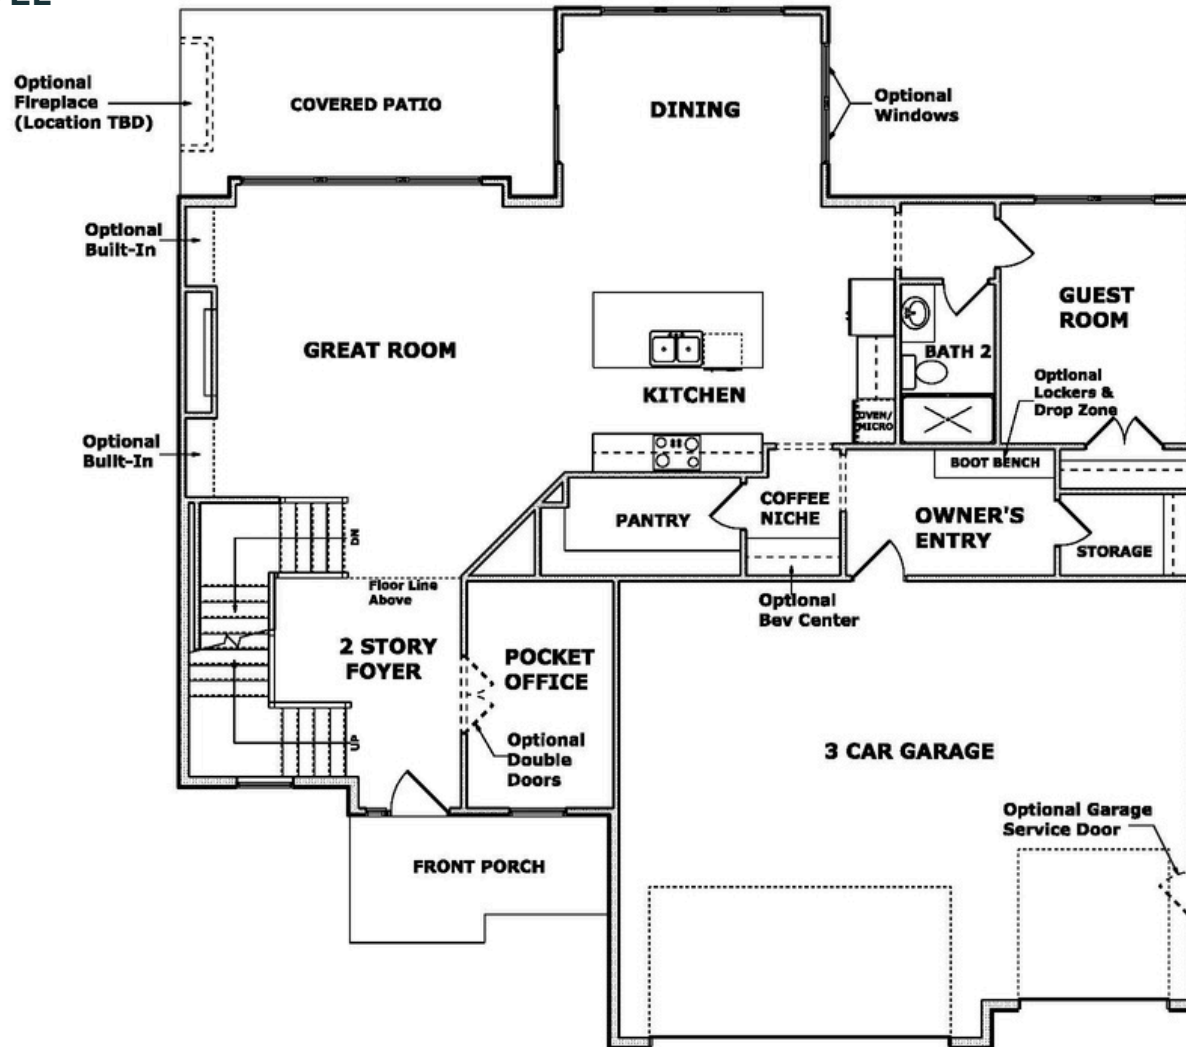 COVERED PATIO
DINING
Optional
Fireplace
(Location TBD)
Optional
Windows
Optional
Built-In
GREAT ROOM
KITCHEN
OVEN/
MICRO
BATH 2
GUEST
ROOM
Optional
Lockers &
Drop Zone
Optional
Built-In
BOOT BENCH
PANTRY
COFFEE
NICHE
OWNER'S
ENTRY
STORAGE
DN
Floor Line
Above
Optional
Bev Center
2 STORY
FOYER
POCKET
OFFICE
UP
Optional
Double
Doors
3 CAR GARAGE
Optional Garage
Service Door
FRONT PORCH